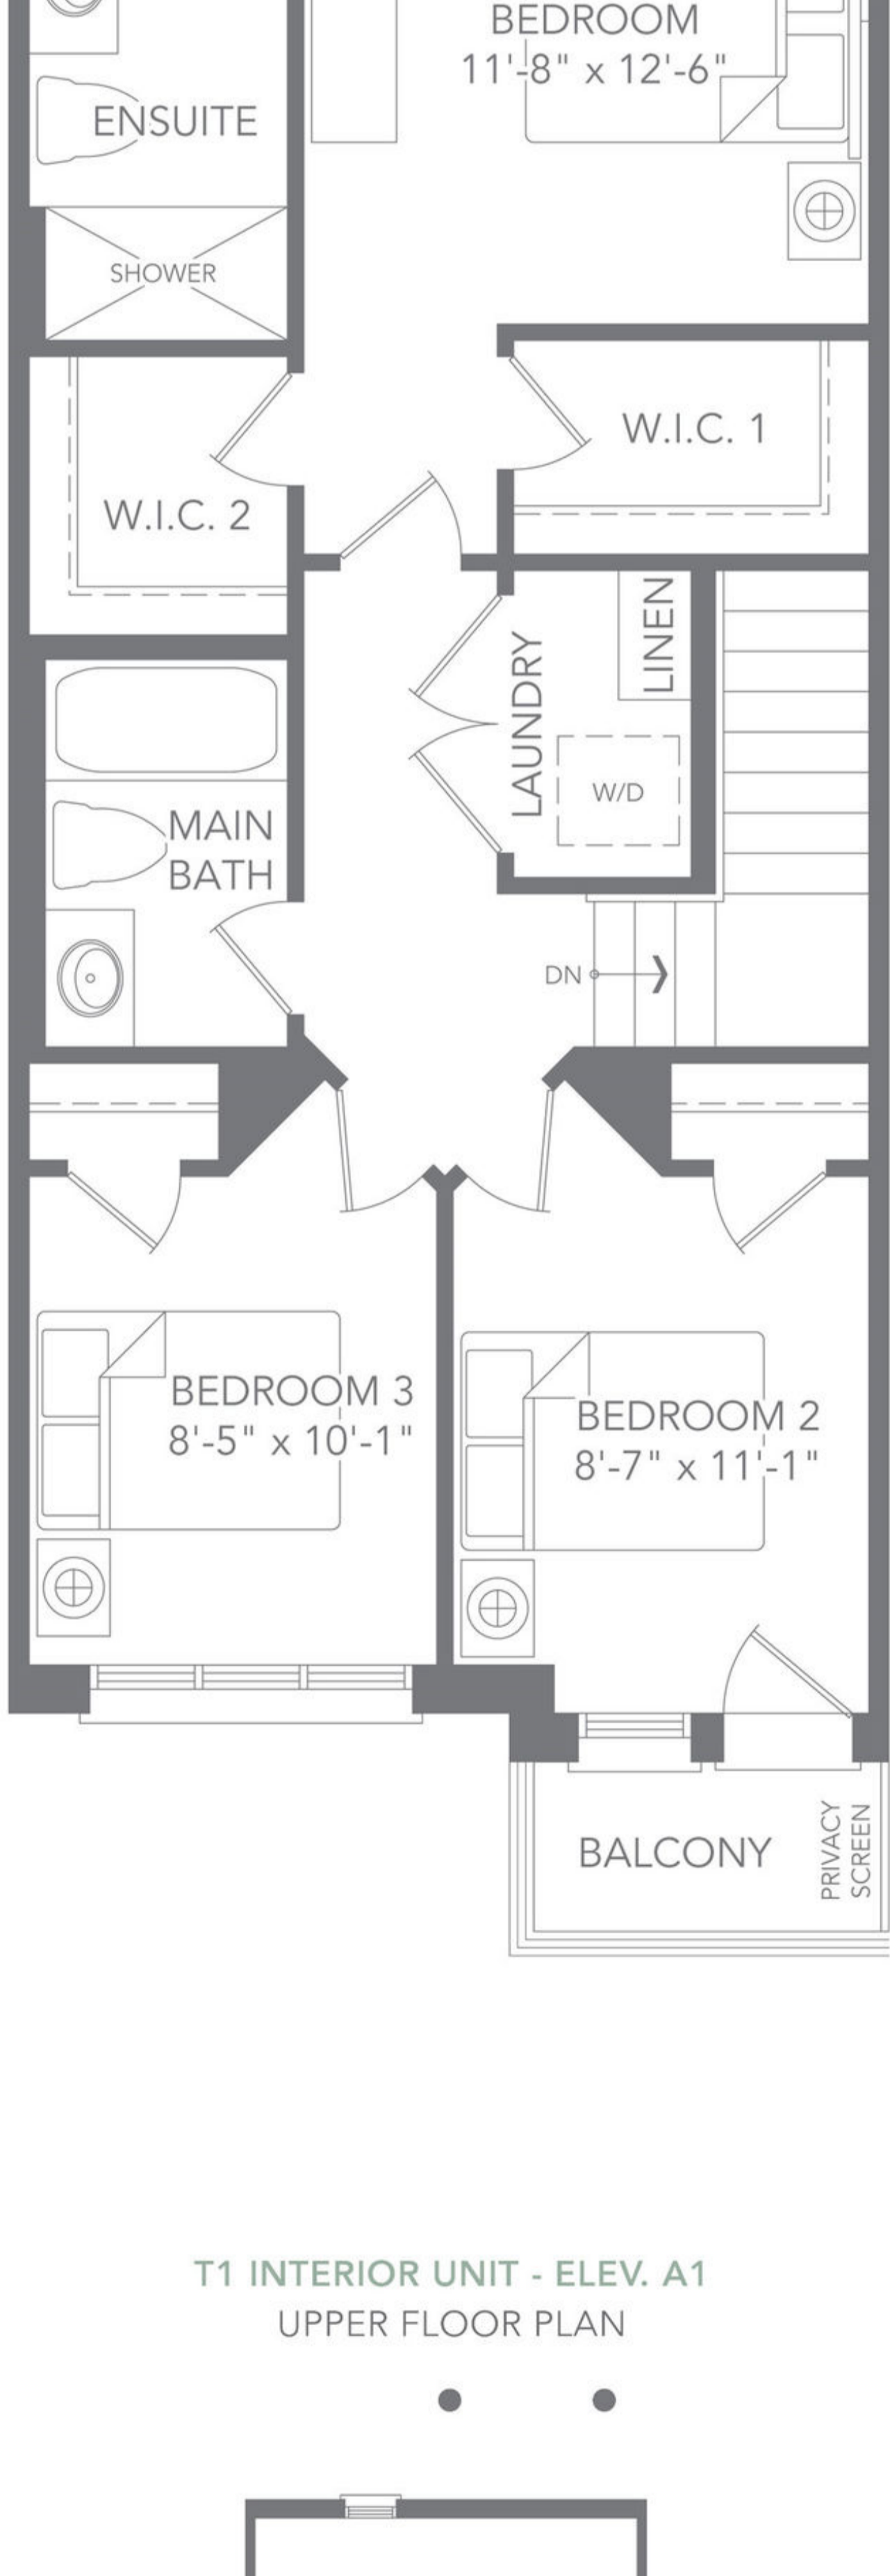 BEDROOM
11'-8" x 12'-6"
ENSUITE
SHOWER
W.I.C. 1
W.I.C. 2
LINEN
LAUNDRY
W/D
MAIN
BATH
DN
BEDROOM 3
8'-5" x 10'-1"
BEDROOM 2
8'-7" x 11'-1"
BALCONY
PRIVACY
SCREEN
T1 INTERIOR UNIT - ELEV. A1
UPPER FLOOR PLAN